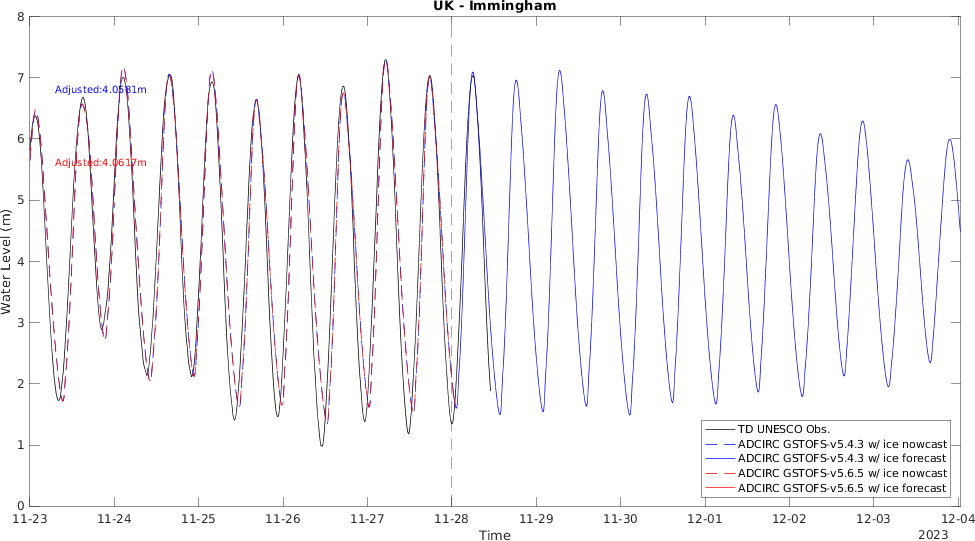 UK - Immingham
8
7
6
5
4
3
2
1
0
Water Level (m)
Adjusted:4.0581m
Adjusted:4.0617m
TD UNESCO Obs.
ADCIRC GSTOFS-v5.4.3 w/ ice nowcast
ADCIRC GSTOFS-v5.4.3 w/ ice forecast
ADCIRC GSTOFS-v5.6.5 w/ ice nowcast
ADCIRC GSTOFS-v5.6.5 w/ ice forecast
11-23 11-24 11-25 11-26 11-27 11-28 11-29 11-30 12-01 12-02 12-03 12-04
Time
2023